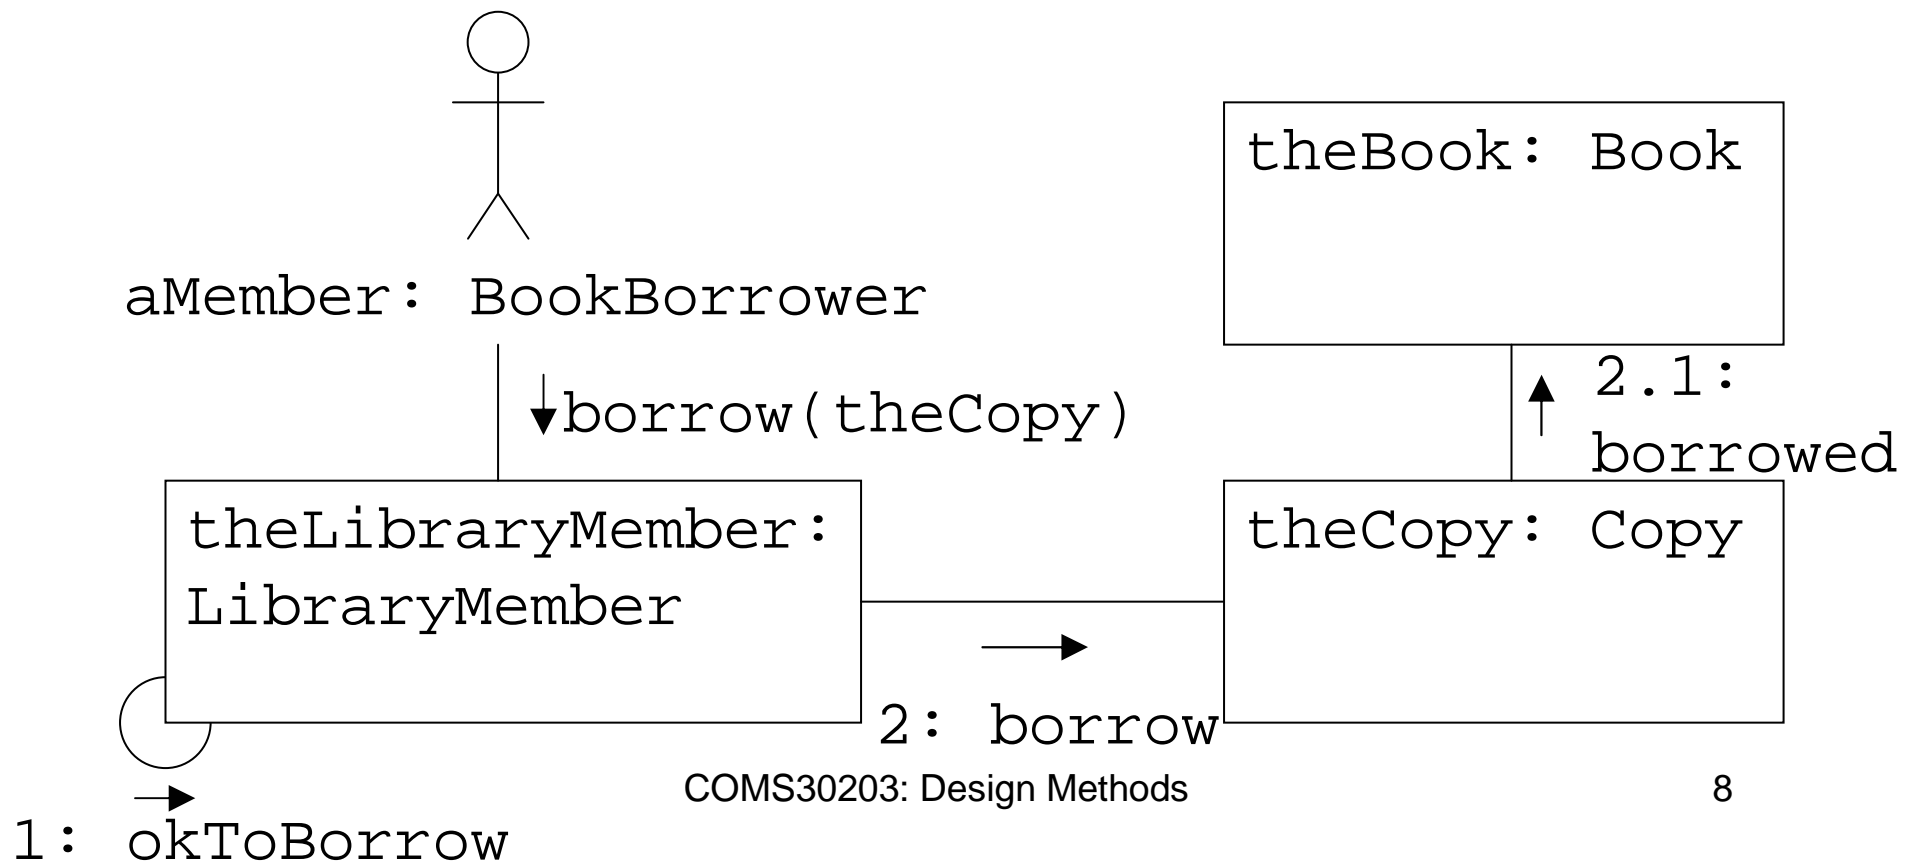 theBook: Book
aMember: BookBorrower
borrow(theCopy)
2.1:
borrowed
theLibraryMember:
LibraryMember
theCopy: Copy
2: borrow
1: okToBorrow
COMS30203: Design Methods
8